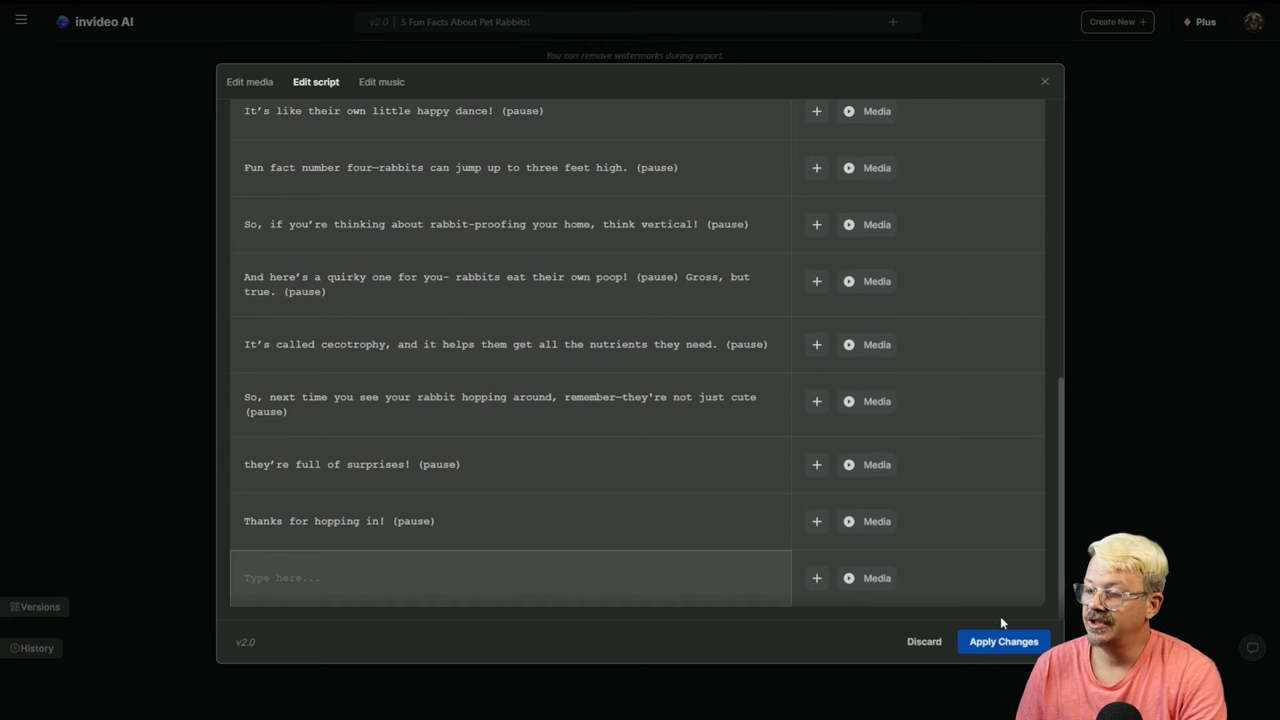 invideo AI
v2.0 | 5 Fun Facts About Pet Rabbits!
Create New +
Plus
You can remove watermarks during export.
Edit media
Edit script
Edit music
It's like their own little happy dance! (pause)
Media
Fun fact number four—rabbits can jump up to three feet high. (pause)
Media
So, if you're thinking about rabbit-proofing your home, think vertical! (pause)
Media
And here's a quirky one for you- rabbits eat their own poop! (pause) Gross, but
true. (pause)
Media
It's called cecotrophy, and it helps them get all the nutrients they need. (pause)
Media
So, next time you see your rabbit hopping around, remember—they're not just cute
(pause)
Media
they're full of surprises! (pause)
Media
Thanks for hopping in! (pause)
Media
Type here...
Media
Versions
History
v2.0
Discard
Apply Changes